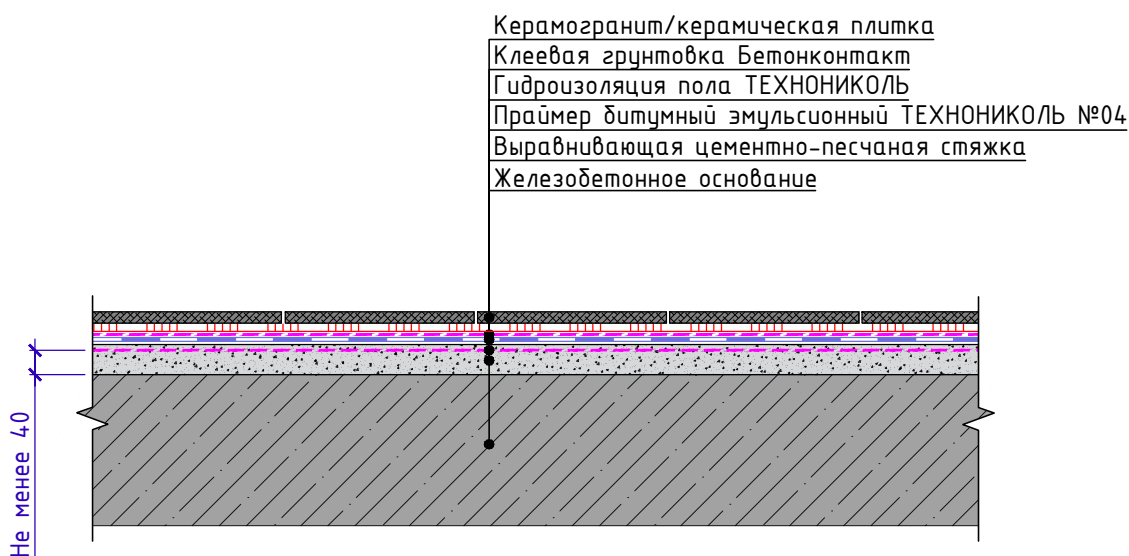 Керамогранит/керамическая плитка
Клеевая грунтовка Бетонконтакт
Гидроизоляция пола ТЕХНОНИКОЛЬ
Праймер битумный эмульсионный ТЕХНОНИКОЛЬ №04
Выравнивающая цементно-песчаная стяжка
Железобетонное основание
Не менее 40